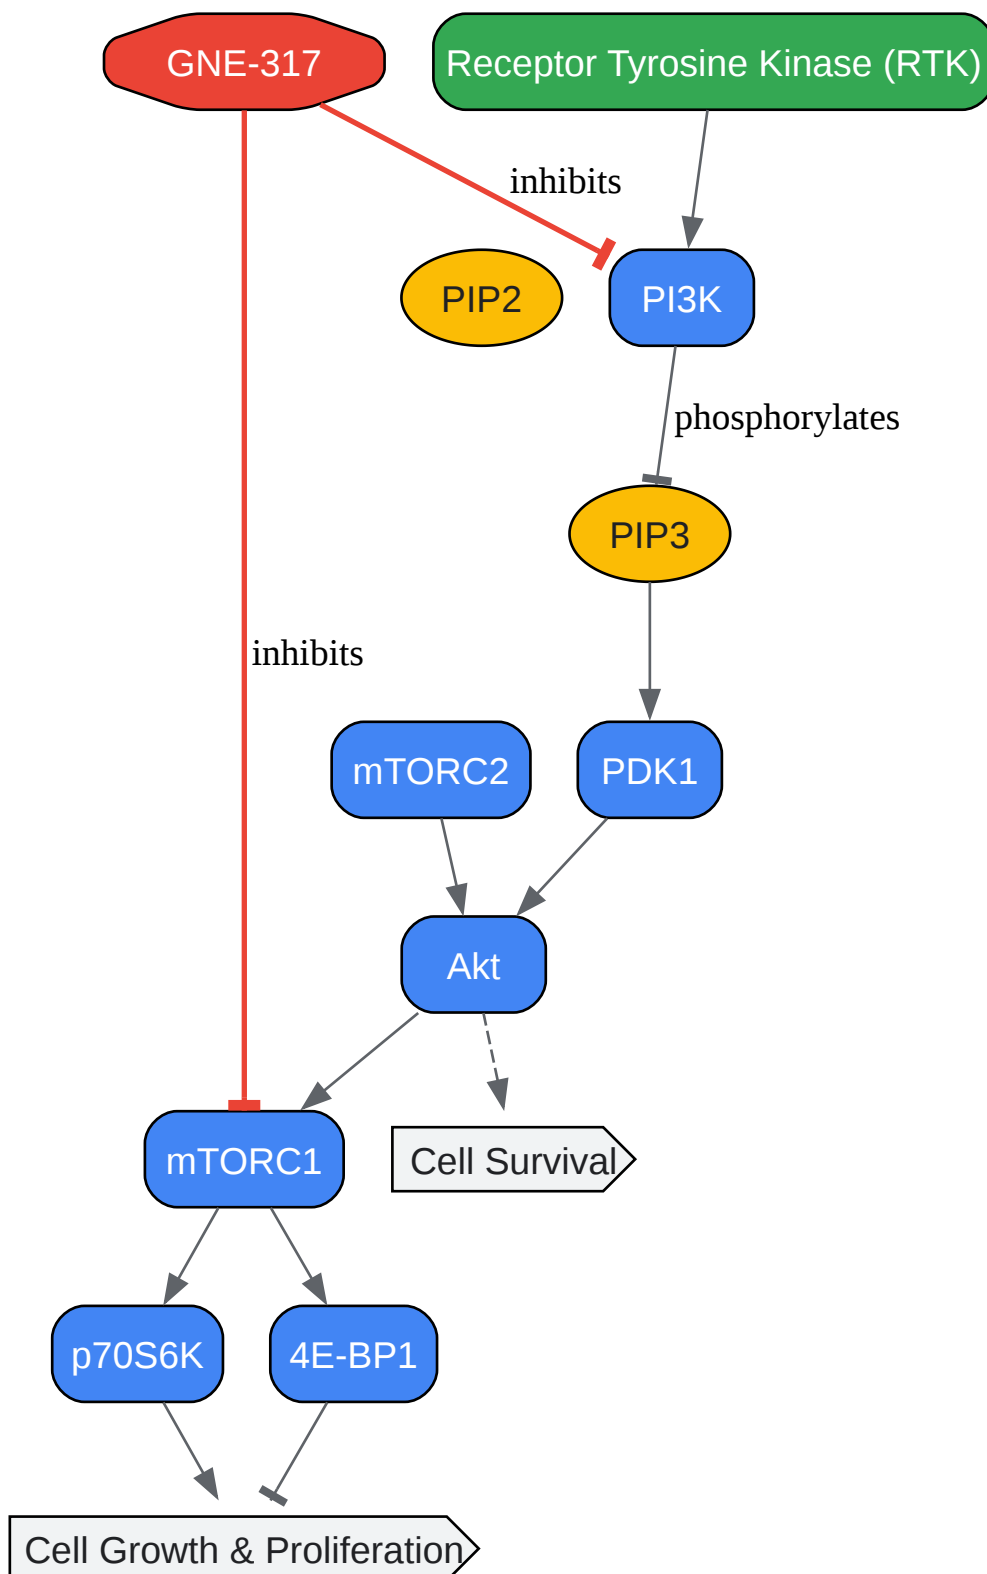 GNE-317
Receptor Tyrosine Kinase (RTK)
inhibits
PIP2
PI3K
phosphorylates
PIP3
inhibits
mTORC2
PDK1
Akt
mTORC1
Cell Survival
p70S6K
4E-BP1
Cell Growth & Proliferation